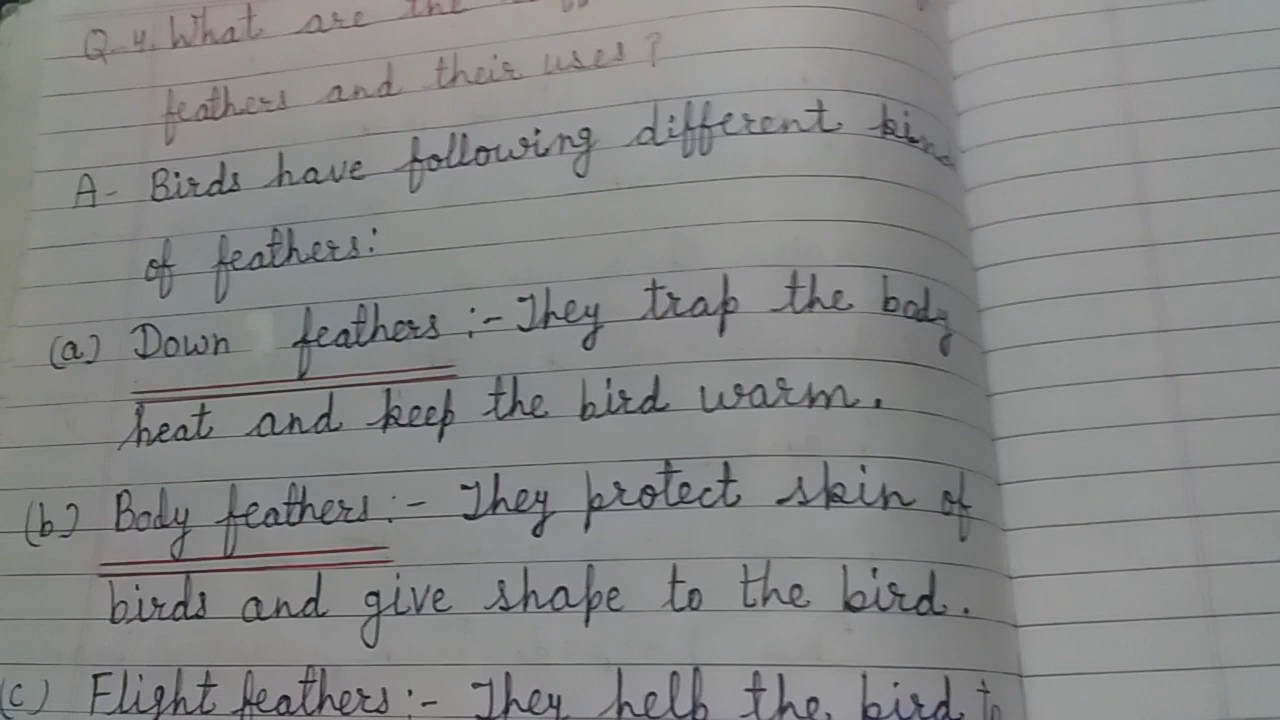 Q.4. What are the
feathers and their uses?
A- Birds have following different
of feathers:
(a) Down feathers :- They trap the body
heat and keep the bird warm.
(b) Body feathers :- They protect skin of
birds and give shape to the bird.
(c) Flight feathers :- They help the bird to